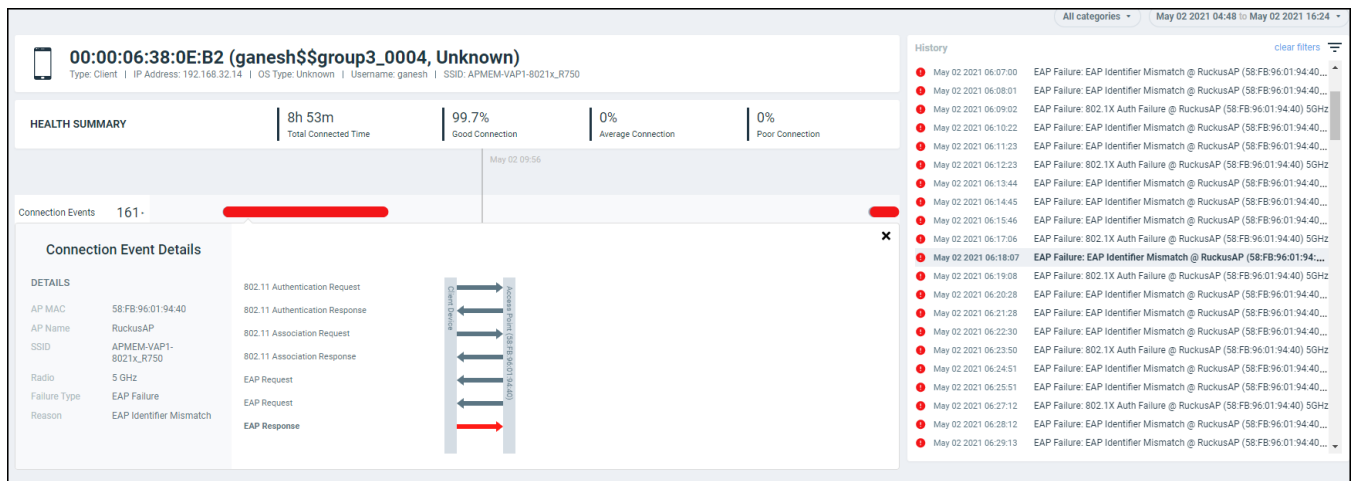 All categories
May 02 2021 04:48 to May 02 2021 16:24
00:00:06:38:0E:B2 (ganesh$$group3_0004, Unknown)
Type: Client | IP Address: 192.168.32.14 | OS Type: Unknown | Username: ganesh | SSID: APMEM-VAP1-8021x_R750
HEALTH SUMMARY
8h 53m
Total Connected Time
99.7%
Good Connection
0%
Average Connection
0%
Poor Connection
May 02 09:56
Connection Events 161-
Connection Event Details
DETAILS
AP MAC 58:FB:96:01:94:40
AP Name RuckusAP
SSID APMEM-VAP1-
8021x_R750
Radio 5 GHz
Failure Type EAP Failure
Reason EAP Identifier Mismatch
802.11 Authentication Request
802.11 Authentication Response
802.11 Association Request
802.11 Association Response
EAP Request
EAP Request
EAP Response
Client Device
Access Point (58:FB:96:01:94:40)
History
clear filters
May 02 2021 06:07:00 EAP Failure: EAP Identifier Mismatch @ RuckusAP (58:FB:96:01:94:40,...
May 02 2021 06:08:01 EAP Failure: EAP Identifier Mismatch @ RuckusAP (58:FB:96:01:94:40,...
May 02 2021 06:09:02 EAP Failure: 802.1X Auth Failure @ RuckusAP (58:FB:96:01:94:40) 5GHz
May 02 2021 06:10:22 EAP Failure: EAP Identifier Mismatch @ RuckusAP (58:FB:96:01:94:40,...
May 02 2021 06:11:23 EAP Failure: EAP Identifier Mismatch @ RuckusAP (58:FB:96:01:94:40,...
May 02 2021 06:12:23 EAP Failure: 802.1X Auth Failure @ RuckusAP (58:FB:96:01:94:40) 5GHz
May 02 2021 06:13:44 EAP Failure: EAP Identifier Mismatch @ RuckusAP (58:FB:96:01:94:40,...
May 02 2021 06:14:45 EAP Failure: EAP Identifier Mismatch @ RuckusAP (58:FB:96:01:94:40,...
May 02 2021 06:15:46 EAP Failure: EAP Identifier Mismatch @ RuckusAP (58:FB:96:01:94:40,...
May 02 2021 06:17:06 EAP Failure: 802.1X Auth Failure @ RuckusAP (58:FB:96:01:94:40) 5GHz
May 02 2021 06:18:07 EAP Failure: EAP Identifier Mismatch @ RuckusAP (58:FB:96:01:94:...
May 02 2021 06:19:08 EAP Failure: 802.1X Auth Failure @ RuckusAP (58:FB:96:01:94:40) 5GHz
May 02 2021 06:20:28 EAP Failure: EAP Identifier Mismatch @ RuckusAP (58:FB:96:01:94:40,...
May 02 2021 06:21:28 EAP Failure: EAP Identifier Mismatch @ RuckusAP (58:FB:96:01:94:40,...
May 02 2021 06:22:30 EAP Failure: 802.1X Auth Failure @ RuckusAP (58:FB:96:01:94:40) 5GHz
May 02 2021 06:23:50 EAP Failure: 802.1X Auth Failure @ RuckusAP (58:FB:96:01:94:40) 5GHz
May 02 2021 06:24:51 EAP Failure: EAP Identifier Mismatch @ RuckusAP (58:FB:96:01:94:40,...
May 02 2021 06:25:51 EAP Failure: EAP Identifier Mismatch @ RuckusAP (58:FB:96:01:94:40,...
May 02 2021 06:27:12 EAP Failure: 802.1X Auth Failure @ RuckusAP (58:FB:96:01:94:40) 5GHz
May 02 2021 06:28:12 EAP Failure: EAP Identifier Mismatch @ RuckusAP (58:FB:96:01:94:40,...
May 02 2021 06:29:13 EAP Failure: EAP Identifier Mismatch @ RuckusAP (58:FB:96:01:94:40,...